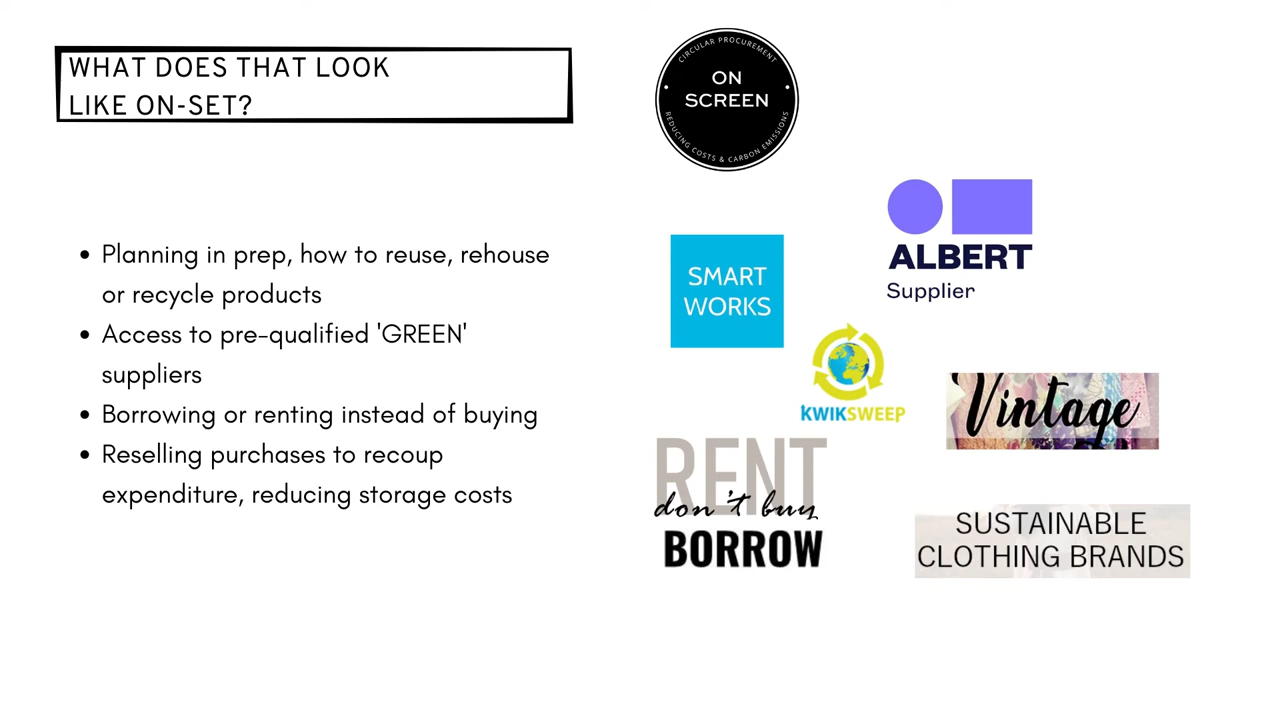 WHAT DOES THAT LOOK
LIKE ON-SET?
Planning in prep, how to reuse, rehouse
or recycle products
Access to pre-qualified 'GREEN'
suppliers
Borrowing or renting instead of buying
Reselling purchases to recoup
expenditure, reducing storage costs
CIRCULAR PROCUREMENT
ON
SCREEN
REDUCING COSTS & CARBON EMISSIONS
ALBERT
Supplier
SMART
WORKS
KWIKSWEEP
Vintage
RENT
don't buy
BORROW
SUSTAINABLE
CLOTHING BRANDS